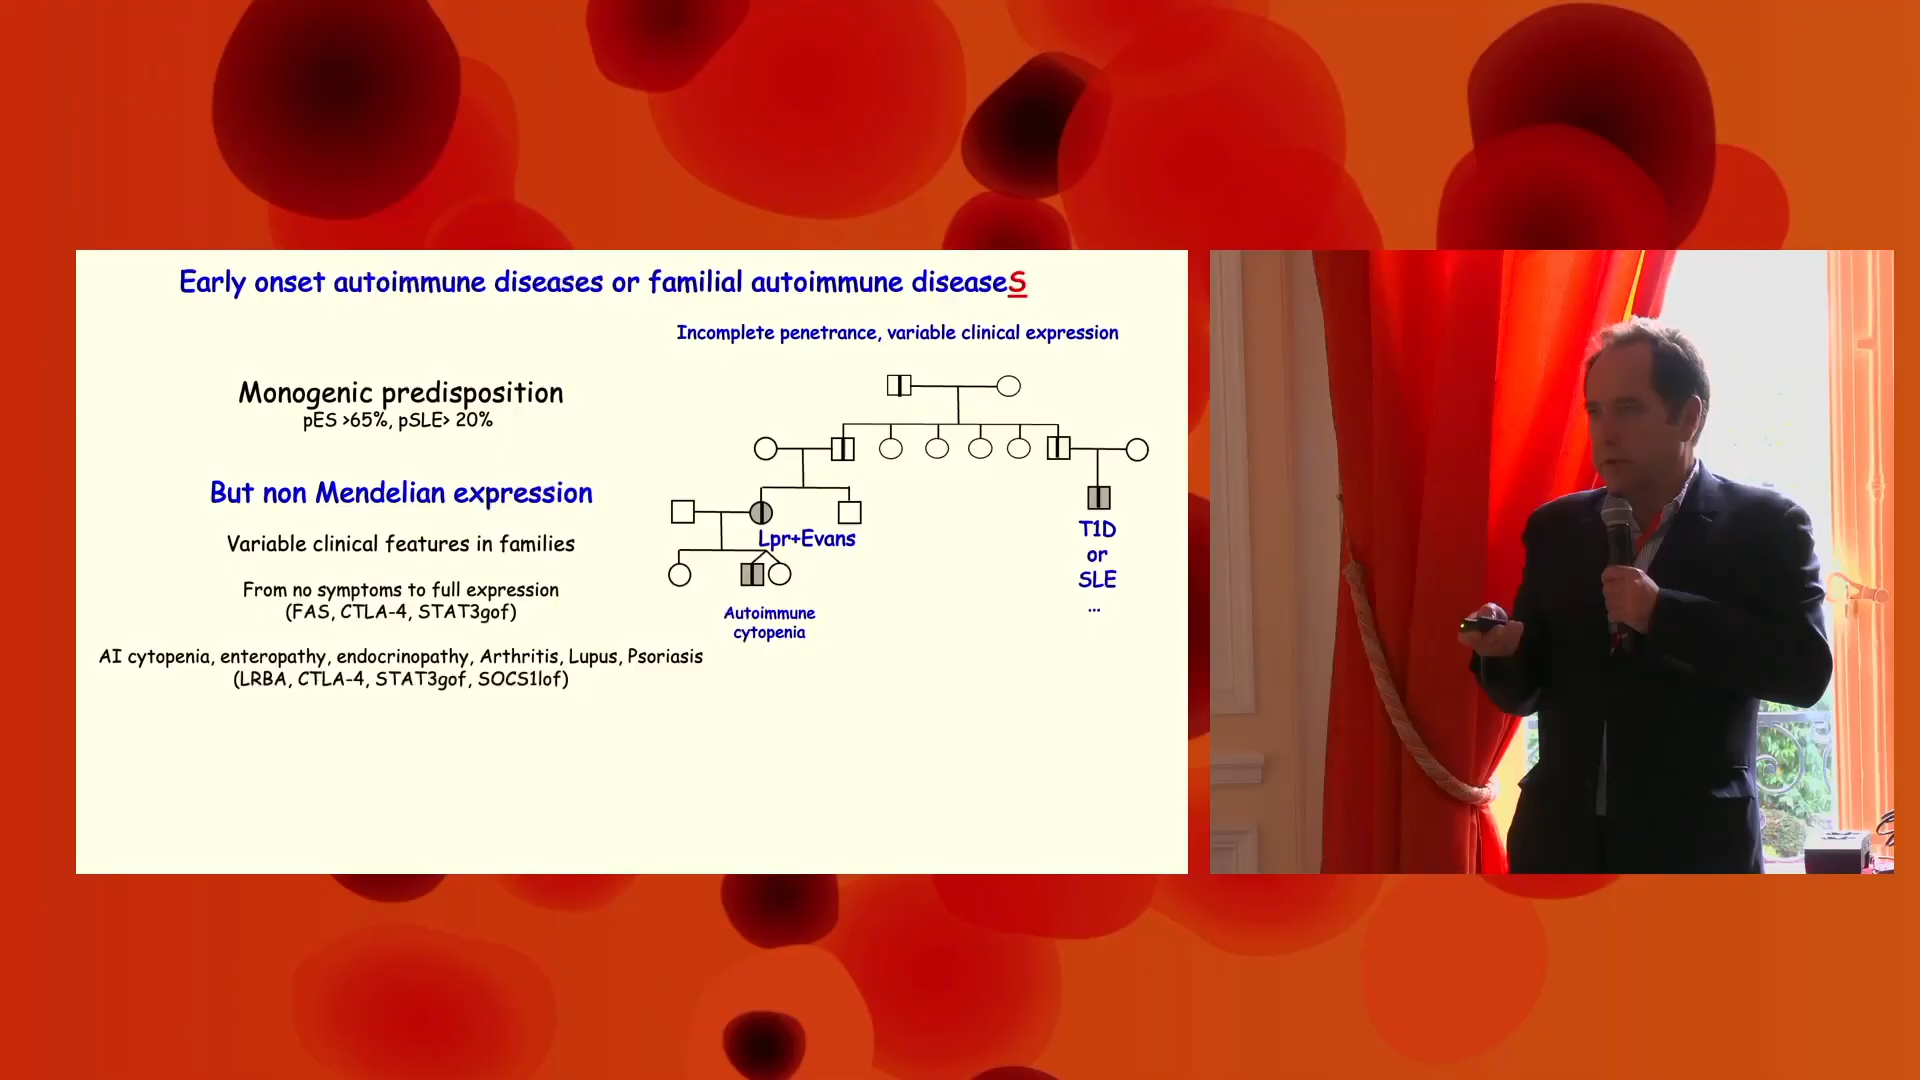 Early onset autoimmune diseases or familial autoimmune diseaseS
Incomplete penetrance, variable clinical expression
Monogenic predisposition
pES >65%, pSLE> 20%
But non Mendelian expression
Variable clinical features in families
From no symptoms to full expression
(FAS, CTLA-4, STAT3gof)
AI cytopenia, enteropathy, endocrinopathy, Arthritis, Lupus, Psoriasis
(LRBA, CTLA-4, STAT3gof, SOCS1lof)
Lpr+Evans
Autoimmune
cytopenia
T1D
or
SLE
...